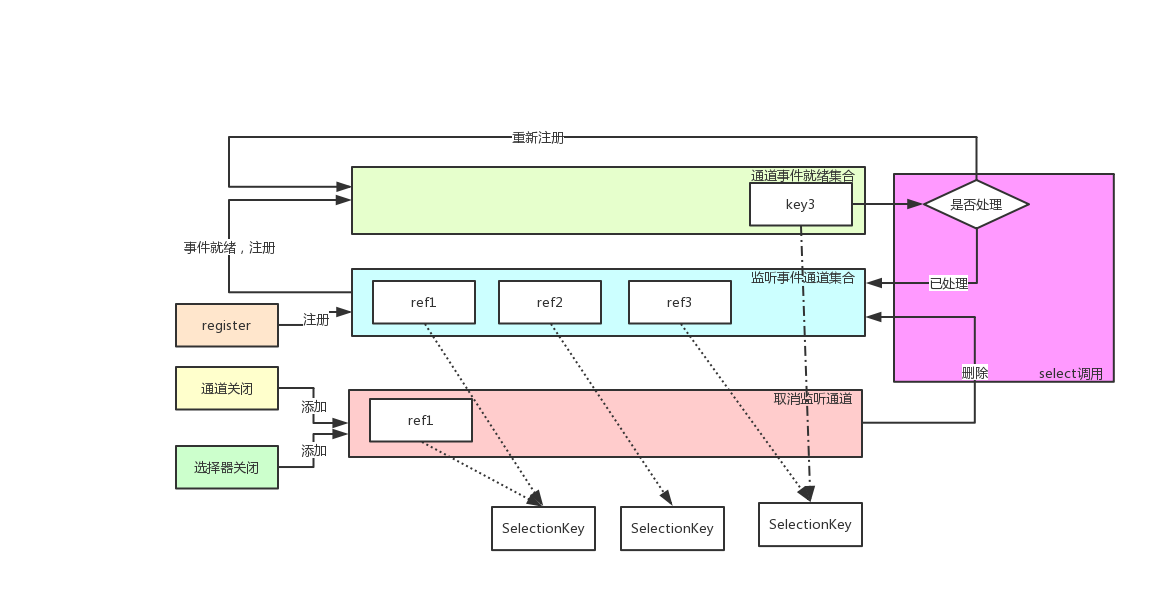 重新注册
通道事件就绪集合
key3
是否处理
事件就绪，注册
监听事件通道集合
已处理
ref1
ref2
ref3
register
注册
删除
select调用
通道关闭
添加
取消监听通道
ref1
添加
选择器关闭
SelectionKey
SelectionKey
SelectionKey